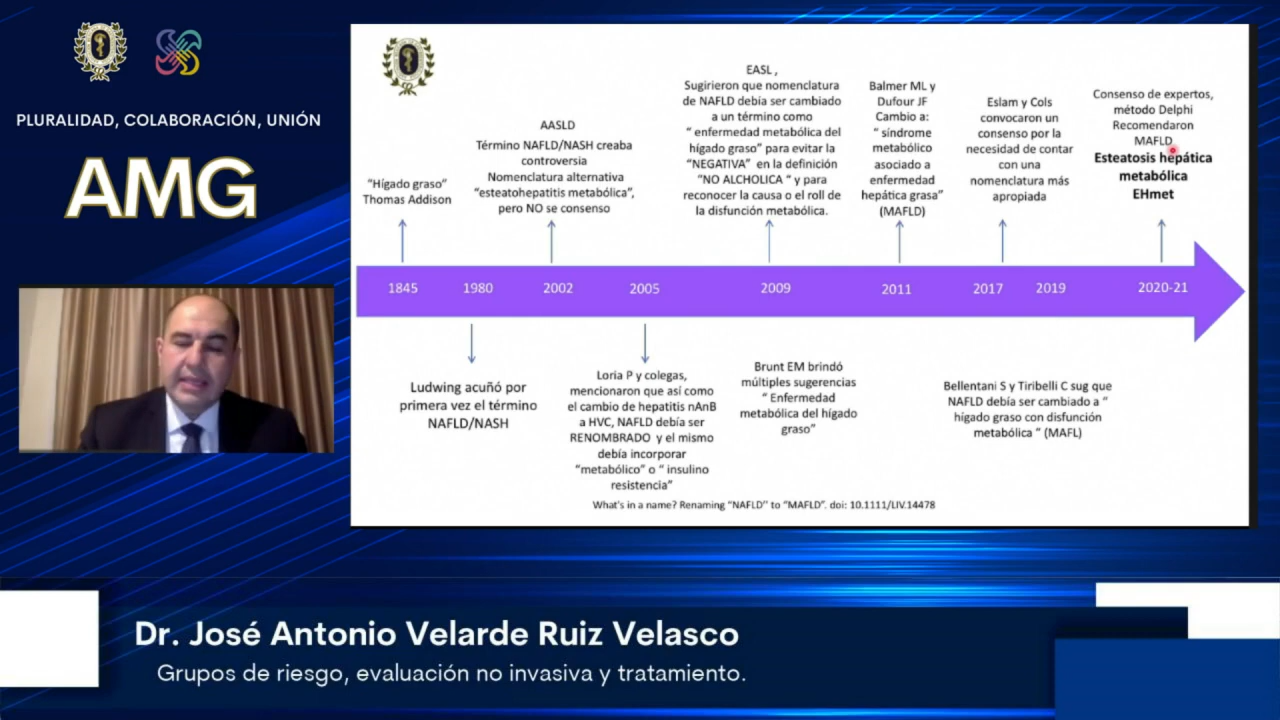 PLURALIDAD, COLABORACIÓN, UNIÓN
AMG
"Hígado graso"
Thomas Addison
AASLD
Término NAFLD/NASH creaba
controversia
Nomenclatura alternativa
"esteatohepatitis metabólica",
pero NO se consenso
EASL ,
Sugirieron que nomenclatura
de NAFLD debía ser cambiado
a un término como
" enfermedad metabólica del
hígado graso" para evitar la
"NEGATIVA" en la definición
"NO ALCHOLICA " y para
reconocer la causa o el roll de
la disfunción metabólica.
Balmer ML y
Dufour JF
Cambio a:
" síndrome
metabólico
asociado a
enfermedad
hepática grasa"
(MAFLD)
Eslam y Cols
convocaron un
consenso por la
necesidad de contar
con una
nomenclatura más
apropiada
Consenso de expertos,
método Delphi
Recomendaron
MAFLD
Esteatosis hepática
metabólica
EHmet
1845 1980 2002 2005 2009 2011 2017 2019 2020-21
Ludwing acuñó por
primera vez el término
NAFLD/NASH
Loria P y colegas,
mencionaron que así como
el cambio de hepatitis nAnB
a HVC, NAFLD debía ser
RENOMBRADO y el mismo
debía incorporar
"metabólico" o " insulino
resistencia"
Brunt EM brindó
múltiples sugerencias
" Enfermedad
metabólica del hígado
graso"
Bellentani S y Tiribelli C sug que
NAFLD debía ser cambiado a "
hígado graso con disfunción
metabólica " (MAFL)
What's in a name? Renaming "NAFLD" to "MAFLD". doi: 10.1111/LIV.14478
Dr. José Antonio Velarde Ruiz Velasco
Grupos de riesgo, evaluación no invasiva y tratamiento.